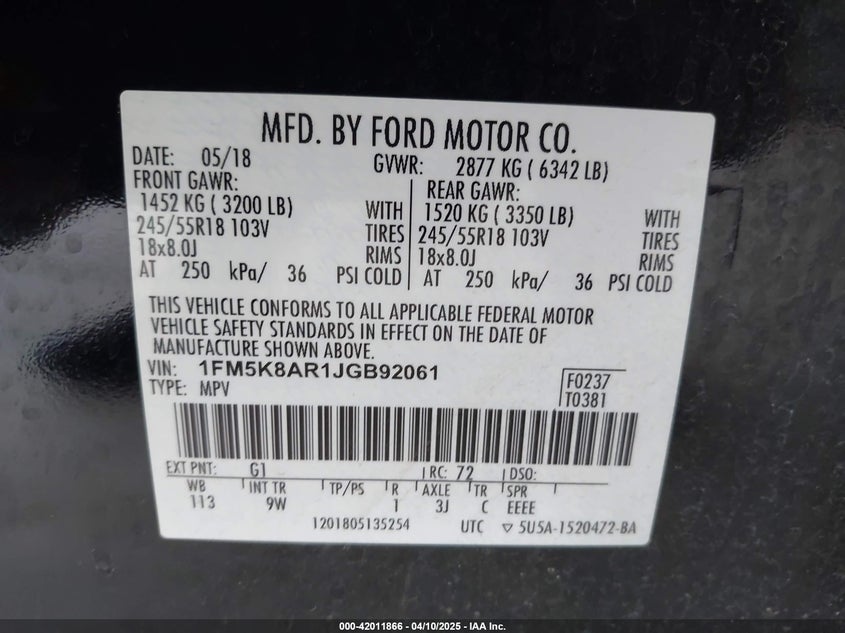 MFD. BY FORD MOTOR CO.
DATE: 05/18 GVWR: 2877 KG ( 6342 LB)
FRONT GAWR: REAR GAWR:
1452 KG ( 3200 LB) WITH 1520 KG ( 3350 LB) WITH
245/55R18 103V TIRES 245/55R18 103V TIRES
18x8.0J RIMS 18x8.0J RIMS
AT 250 kPa/ 36 PSI COLD AT 250 kPa/ 36 PSI COLD
THIS VEHICLE CONFORMS TO ALL APPLICABLE FEDERAL MOTOR
VEHICLE SAFETY STANDARDS IN EFFECT ON THE DATE OF
MANUFACTURE SHOWN ABOVE.
VIN: 1FM5K8AR1JGB92061 F0237
TYPE: MPV T0381
EXT PNT: G1 RC: 72 DSO:
WB INT TR TP/PS R AXLE TR SPR
113 9W 1 3J C EEEE
1201805135254 UTC ▽ 5U5A-1520472-BA
000-42011866 - 04/10/2025 - IAA Inc.